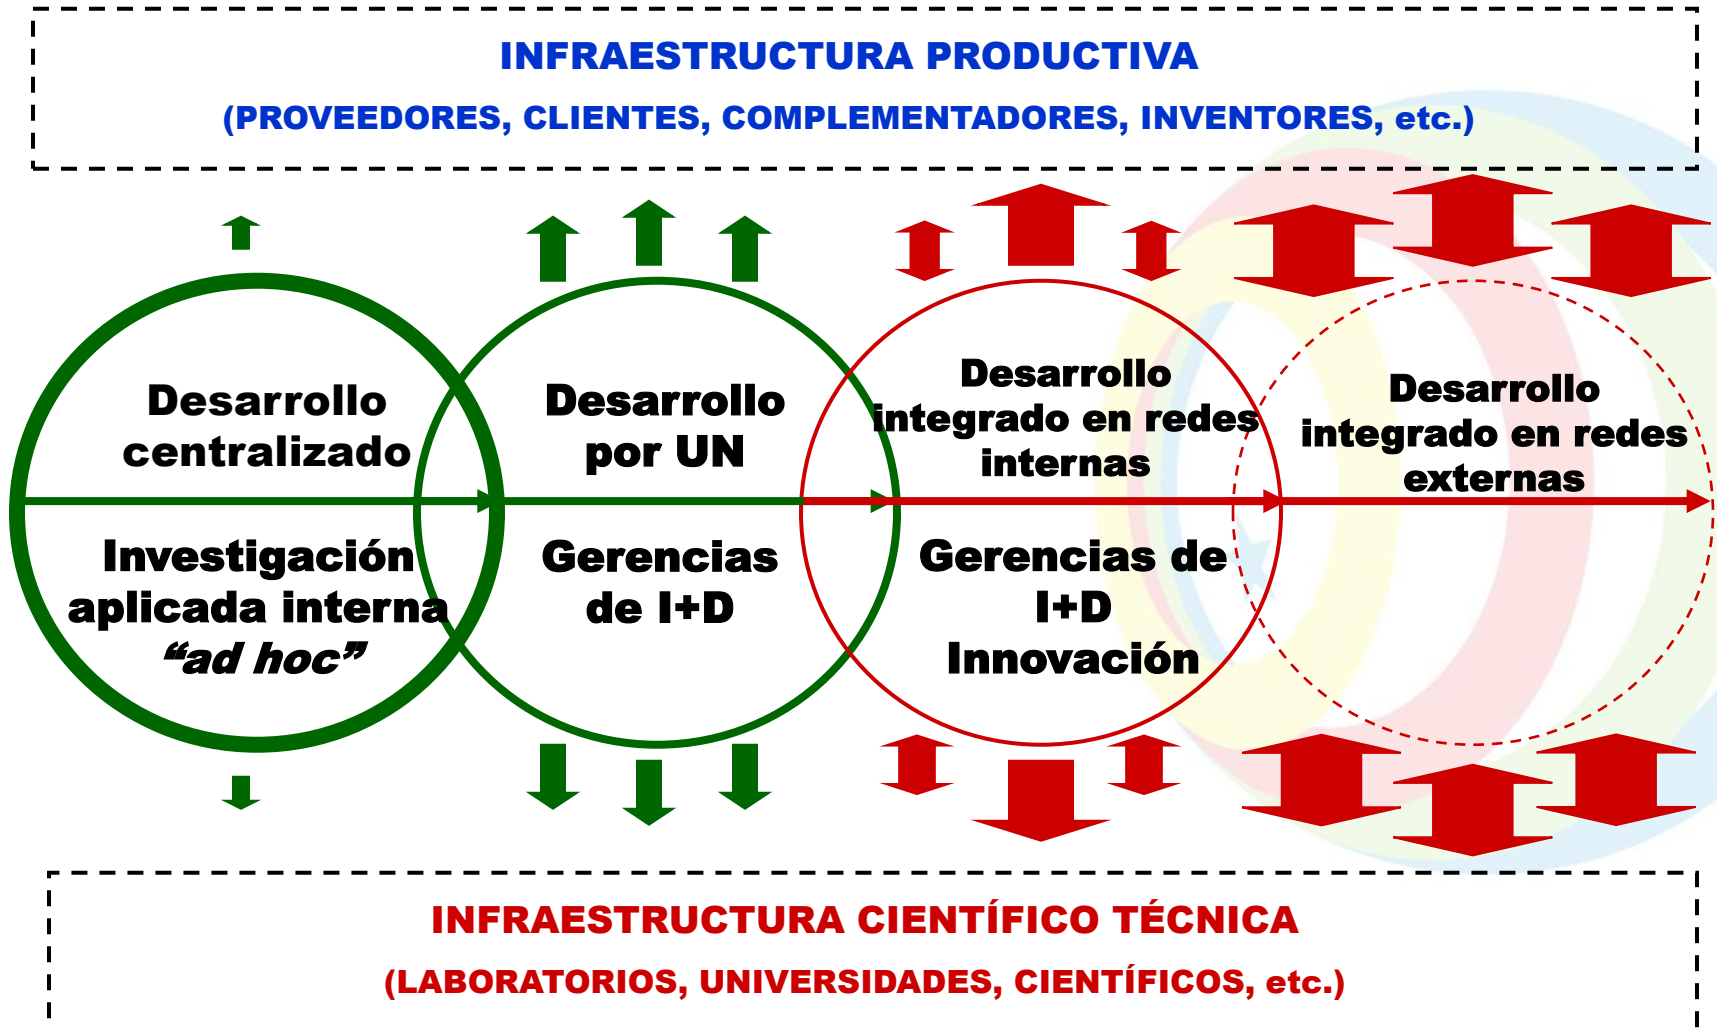 INFRAESTRUCTURA PRODUCTIVA
(PROVEEDORES, CLIENTES, COMPLEMENTADORES, INVENTORES, etc.)
Desarrollo
centralizado
Investigación
aplicada interna
“ad hoc”
Desarrollo
por UN
Gerencias
de I+D
Desarrollo
integrado en redes
internas
Gerencias de
I+D
Innovación
Desarrollo
integrado en redes
externas
INFRAESTRUCTURA CIENTÍFICO TÉCNICA
(LABORATORIOS, UNIVERSIDADES, CIENTÍFICOS, etc.)